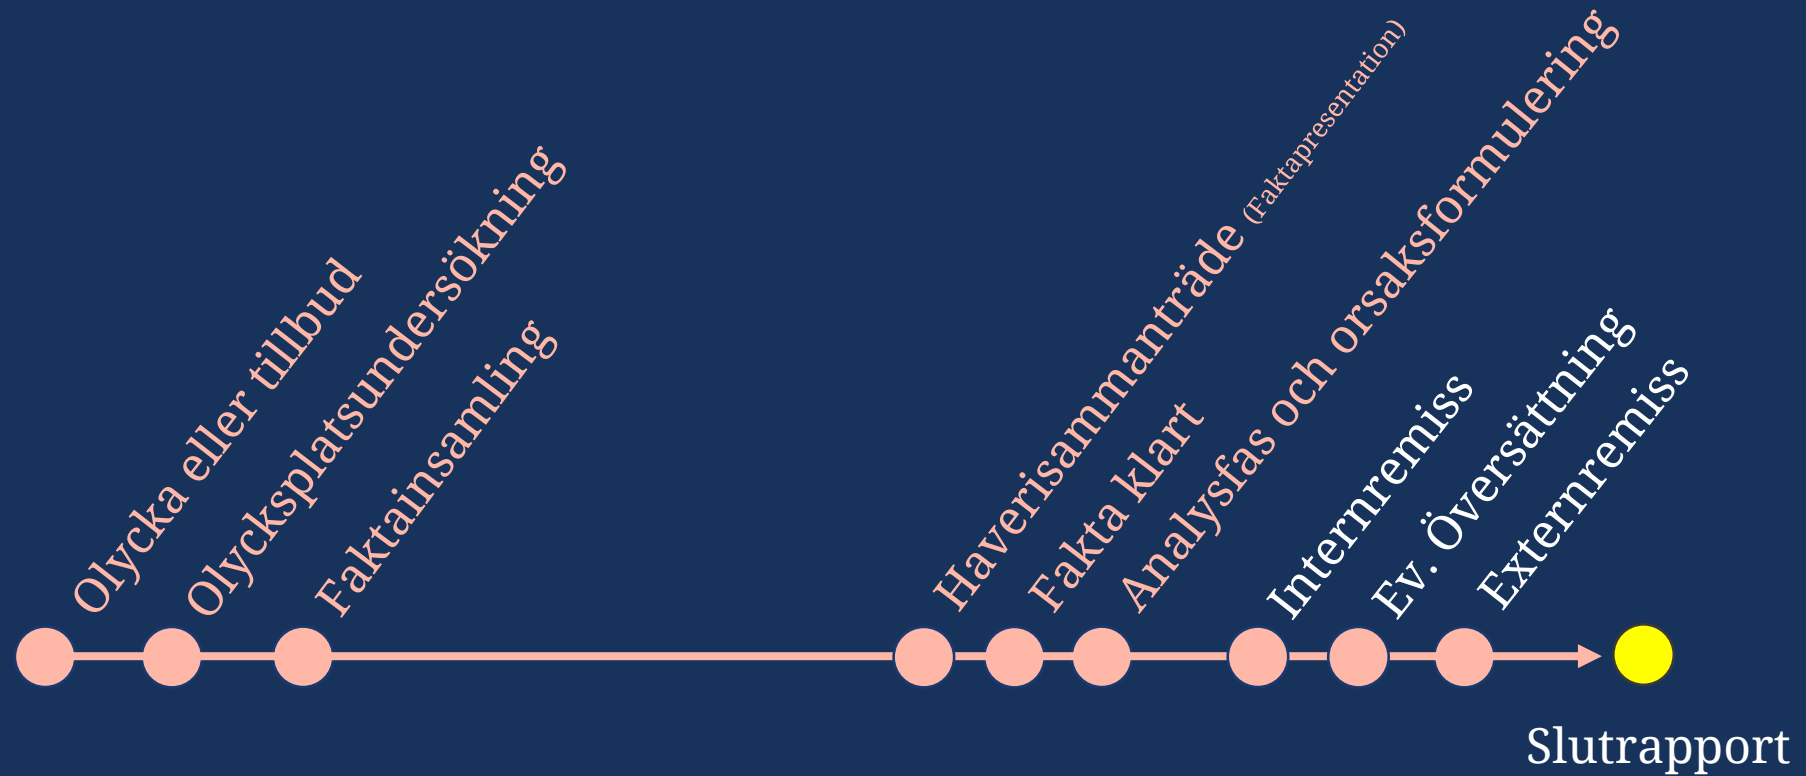 Olycka eller tillbud
Olycksplatsundersökning
Faktainsamling
Haverisammanträde (Faktapresentation)
Fakta klart
Analysfas och orsaksformulering
Internremiss
Ev. Översättning
Externremiss
Slutrapport